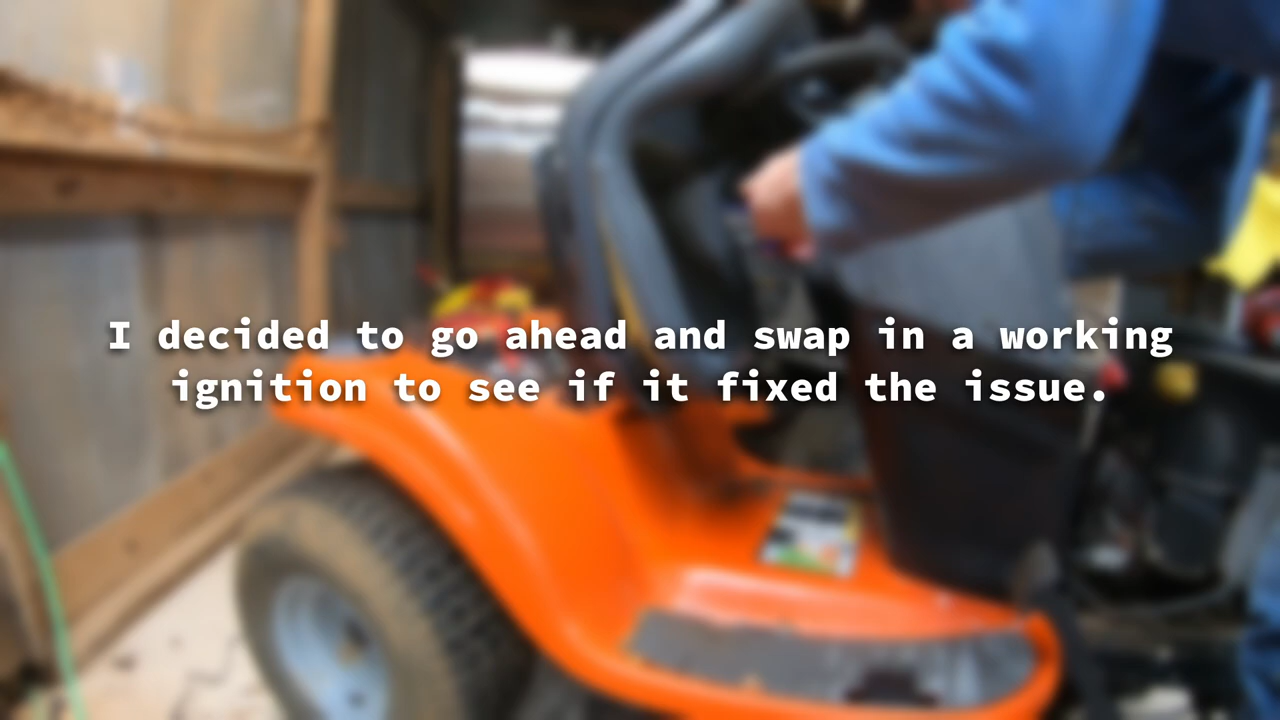 I decided to go ahead and swap in a working
ignition to see if it fixed the issue.